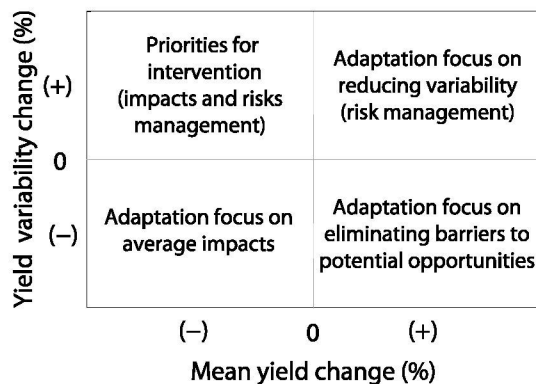 Yield variability change (%)
(+)
0
(−)
Priorities for
intervention
(impacts and risks
management)
Adaptation focus on
reducing variability
(risk management)
Adaptation focus on
average impacts
Adaptation focus on
eliminating barriers to
potential opportunities
(−)
0
(+)
Mean yield change (%)